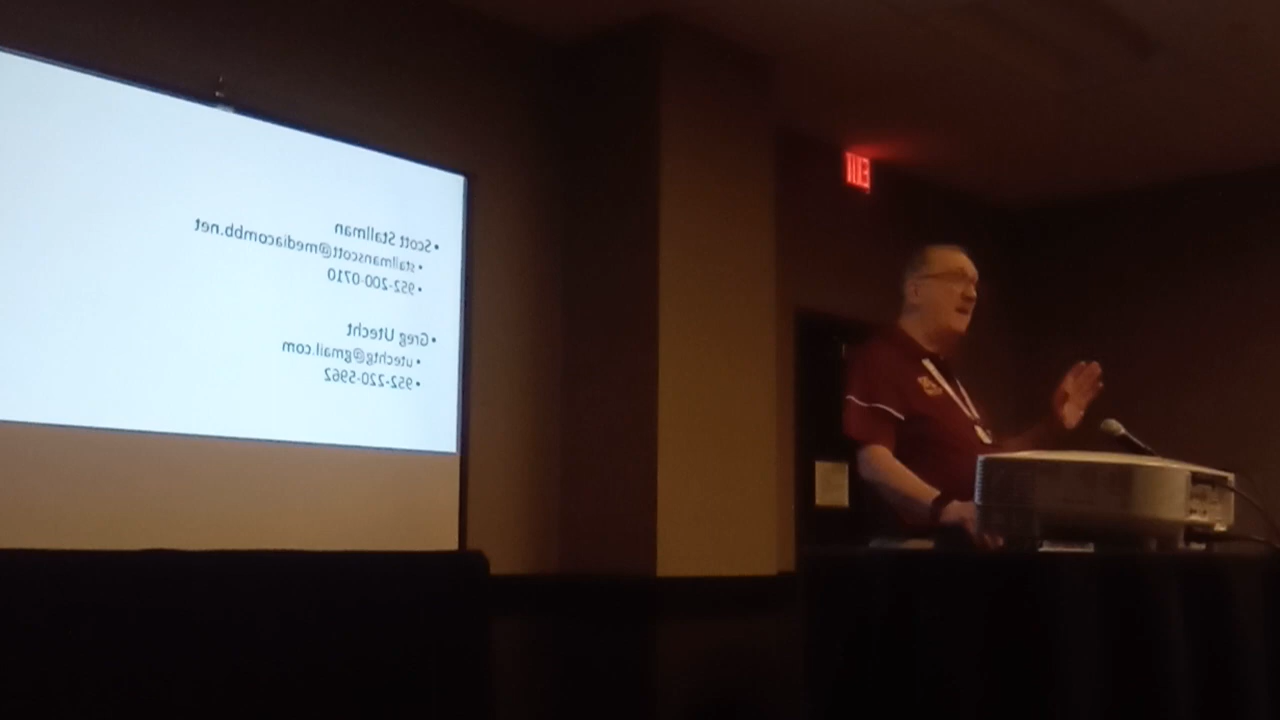 •Scott Stallman
•stallmanscott@mediacombb.net
•952-200-0710
•Greg Utecht
•utechtg@gmail.com
•952-220-5962
EXIT